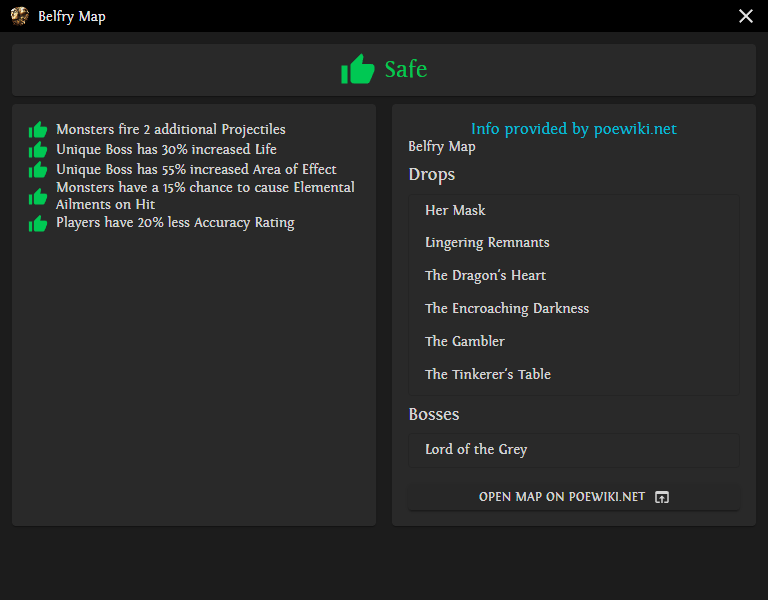 Belfry Map
Safe
Monsters fire 2 additional Projectiles
Unique Boss has 30% increased Life
Unique Boss has 55% increased Area of Effect
Monsters have a 15% chance to cause Elemental
Ailments on Hit
Players have 20% less Accuracy Rating
Info provided by poewiki.net
Belfry Map
Drops
Her Mask
Lingering Remnants
The Dragon's Heart
The Encroaching Darkness
The Gambler
The Tinkerer's Table
Bosses
Lord of the Grey
OPEN MAP ON POEWIKI.NET